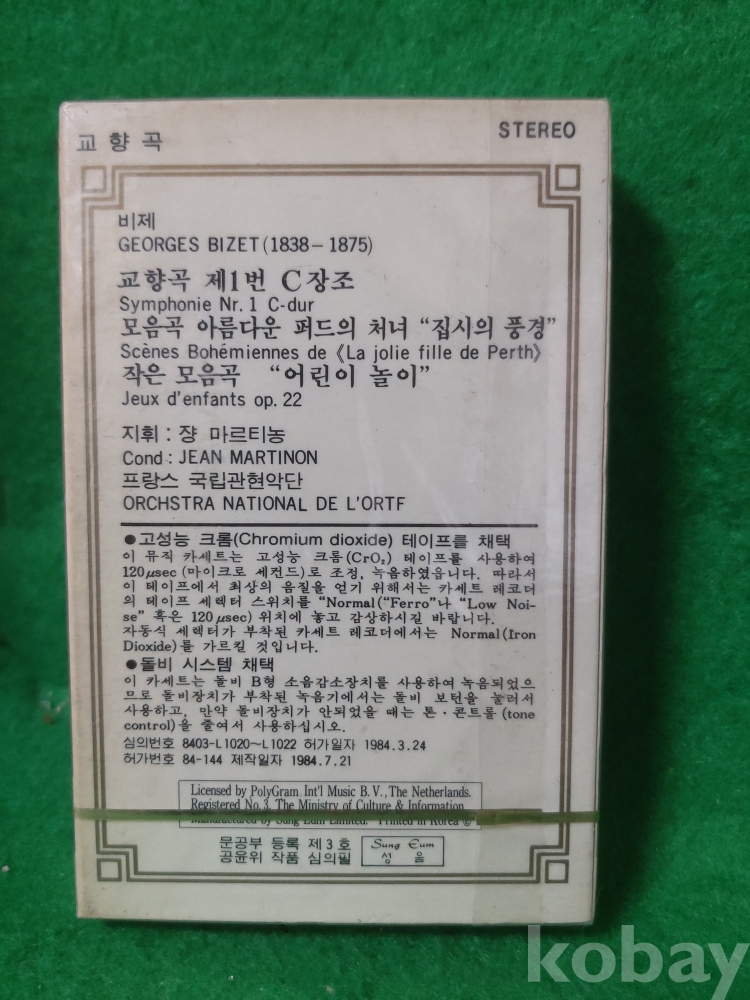 교 향 곡
STEREO
비제
GEORGES BIZET (1838–1875)
교향곡 제1번 C장조
Symphonie Nr. 1 C-dur
모음곡 아름다운 퍼드의 처녀 “집시의 풍경”
Scènes Bohémiennes de 《La jolie fille de Perth》
작은 모음곡 “어린이 놀이”
Jeux d'enfants op. 22
지휘 : 쟝 마르티농
Cond : JEAN MARTINON
프랑스 국립관현악단
ORCHSTRA NATIONAL DE L'ORTF
●고성능 크롬(Chromium dioxide) 테이프를 채택
이 뮤직 카세트는 고성능 크롬(CrO₂) 테이프를 사용하여
120μsec (마이크로 세컨드)로 조정, 녹음하였읍니다. 따라서
이 테이프에서 최상의 음질을 얻기 위해서는 카세트 레코더
의 테이프 세렉터 스위치를 “Normal(“Ferro”나 “Low Noi-
se” 혹은 120μsec) 위치에 놓고 감상하시길 바랍니다.
자동식 세렉터가 부착된 카세트 레코더에서는 Normal(Iron
Dioxide)를 가르킬 것입니다.
●돌비 시스템 채택
이 카세트는 돌비 B형 소음감소장치를 사용하여 녹음되었으
므로 돌비장치가 부착된 녹음기에서는 돌비 보턴을 눌러서
사용하고, 만약 돌비장치가 안되었을 때는 톤·콘트롤 (tone
control)을 줄여서 사용하십시오.
심의번호 8403-L1020~L1022 허가일자 1984.3.24
허가번호 84-144 제작일자 1984.7.21
Licensed by PolyGram Int'l Music B. V., The Netherlands.
Registered No. 3, The Ministry of Culture & Information
Manufactured by Sung Eum Limited. Printed in Korea ⓟ
문공부 등록 제3호
공윤위 작품 심의필
Sung Eum
성 음
kobay